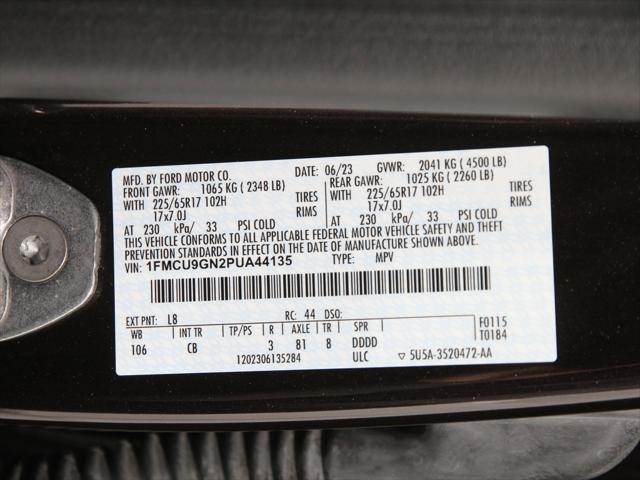 MFD. BY FORD MOTOR CO. DATE: 06/23 GVWR: 2041 KG ( 4500 LB)
FRONT GAWR: 1065 KG ( 2348 LB) REAR GAWR: 1025 KG ( 2260 LB)
WITH 225/65R17 102H TIRES WITH 225/65R17 102H TIRES
17x7.0J RIMS 17x7.0J RIMS
AT 230 kPa/ 33 PSI COLD AT 230 kPa/ 33 PSI COLD
THIS VEHICLE CONFORMS TO ALL APPLICABLE FEDERAL MOTOR VEHICLE SAFETY AND THEFT
PREVENTION STANDARDS IN EFFECT ON THE DATE OF MANUFACTURE SHOWN ABOVE.
VIN: 1FMCU9GN2PUA44135 TYPE: MPV
EXT PNT: L8 RC: 44 DSO: F0115
WB INT TR TP/PS R AXLE TR SPR T0184
106 CB 3 81 8 DDDD
1202306135284 ULC 5U5A-3520472-AA